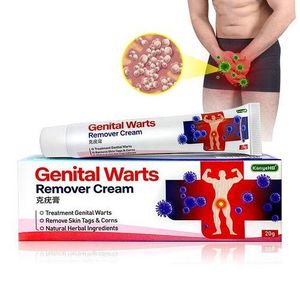 Genital Warts
Remover Cream
克疣膏
KanyeHB
Genital Warts
Remover Cream
克疣膏
• Treatment Genital Warts
• Remove Skin Tags & Corns
• Natural Herbal Ingredients
20g